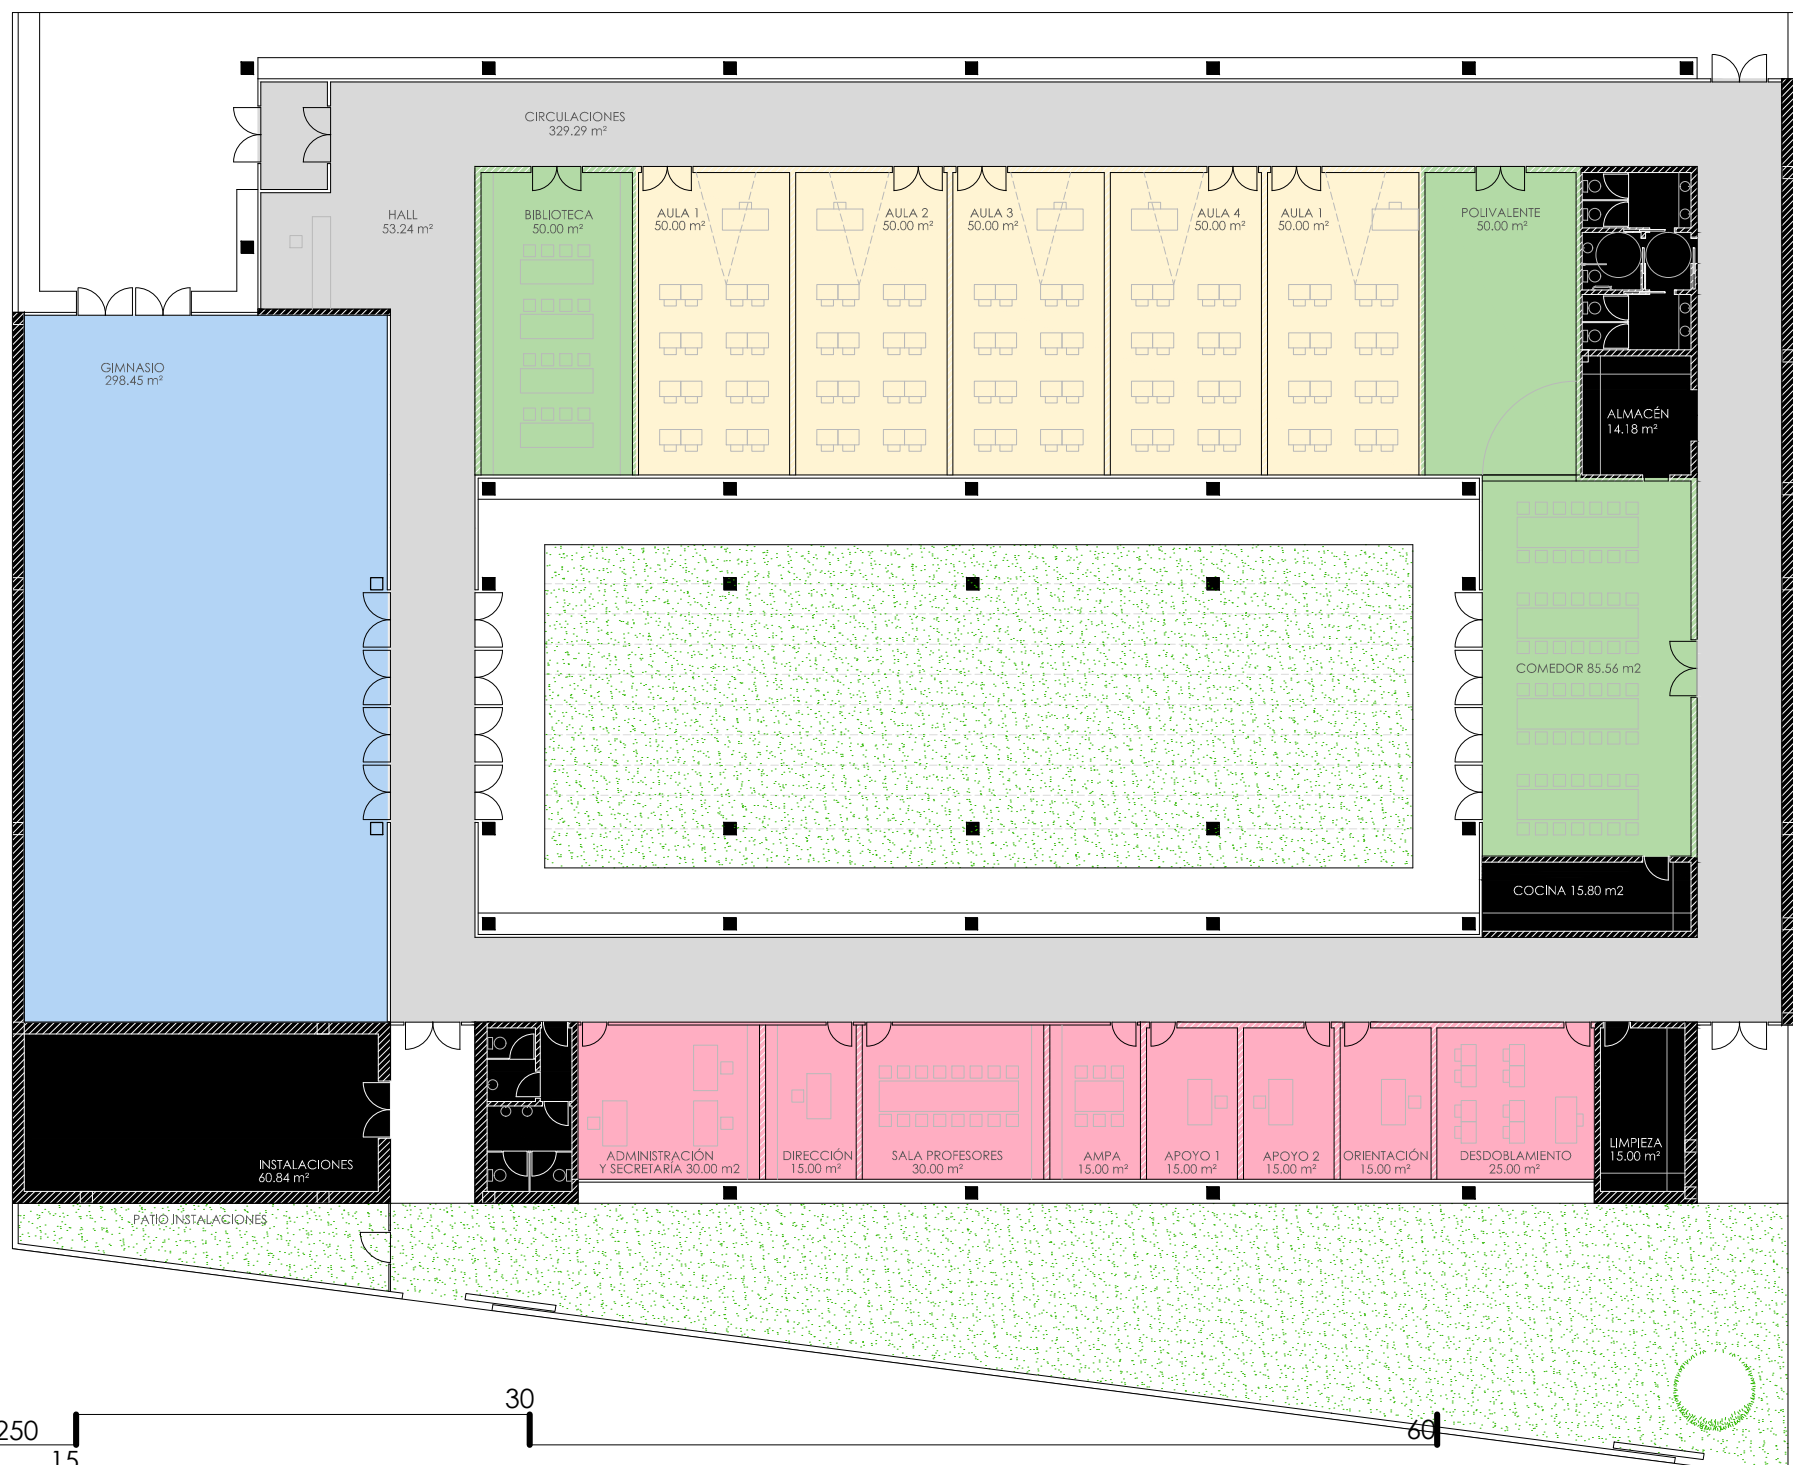 CIRCULACIONES
329.29 m²
HALL
53.24 m²
BIBLIOTECA
50.00 m²
AULA 1
50.00 m²
AULA 2
50.00 m²
AULA 3
50.00 m²
AULA 4
50.00 m²
AULA 1
50.00 m²
POLIVALENTE
50.00 m²
GIMNASIO
298.45 m²
ALMACÉN
14.18 m²
COMEDOR 85.56 m2
COCINA 15.80 m2
INSTALACIONES
60.84 m²
ADMINISTRACIÓN
Y SECRETARÍA 30.00 m2
DIRECCIÓN
15.00 m²
SALA PROFESORES
30.00 m²
AMPA
15.00 m²
APOYO 1
15.00 m²
APOYO 2
15.00 m²
ORIENTACIÓN
15.00 m²
DESDOBLAMIENTO
25.00 m²
LIMPIEZA
15.00 m²
PATIO INSTALACIONES
30
250
60
15